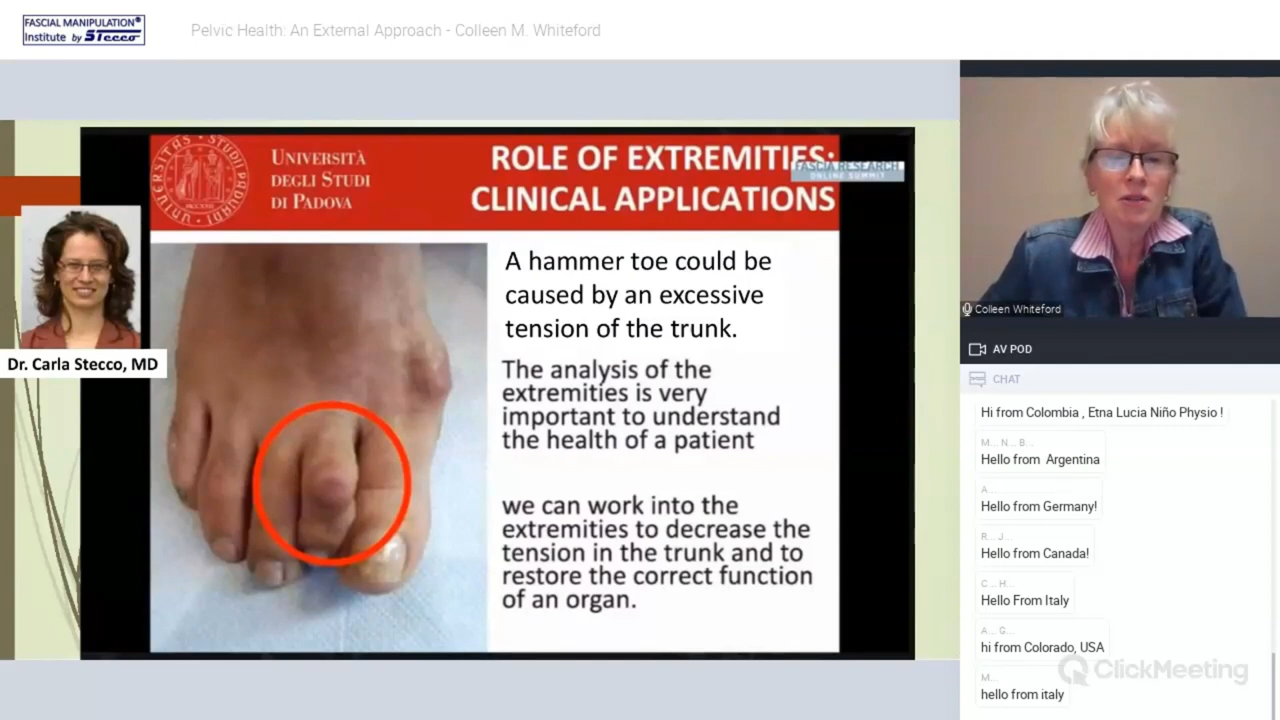 FASCIAL MANIPULATION®
Institute by Stecco
Pelvic Health: An External Approach - Colleen M. Whiteford
UNIVERSITÀ
DEGLI STUDI
DI PADOVA
ROLE OF EXTREMITIES:
CLINICAL APPLICATIONS
FASCIA RESEARCH
ONLINE SUMMIT
Dr. Carla Stecco, MD
A hammer toe could be
caused by an excessive
tension of the trunk.
The analysis of the
extremities is very
important to understand
the health of a patient
we can work into the
extremities to decrease the
tension in the trunk and to
restore the correct function
of an organ.
Colleen Whiteford
AV POD
CHAT
Hi from Colombia , Etna Lucia Niño Physio !
M... N... B...
Hello from Argentina
A...
Hello from Germany!
R... J...
Hello from Canada!
C... H...
Hello From Italy
A... G...
hi from Colorado, USA
M...
hello from italy
ClickMeeting